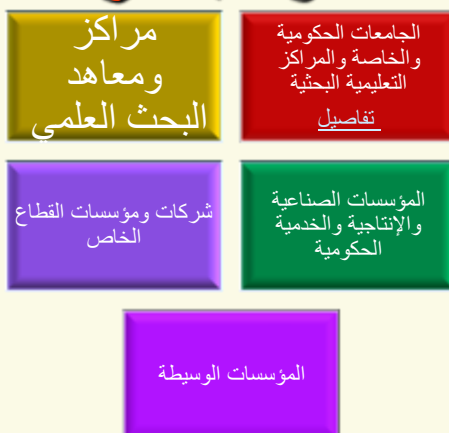 الجامعات الحكومية
والخاصة والمراكز
التعليمية البحثية
تفاصيل
مراكز
ومعاهد
البحث العلمي
المؤسسات الصناعية
والإنتاجية والخدمية
الحكومية
شركات ومؤسسات القطاع
الخاص
المؤسسات الوسيطة